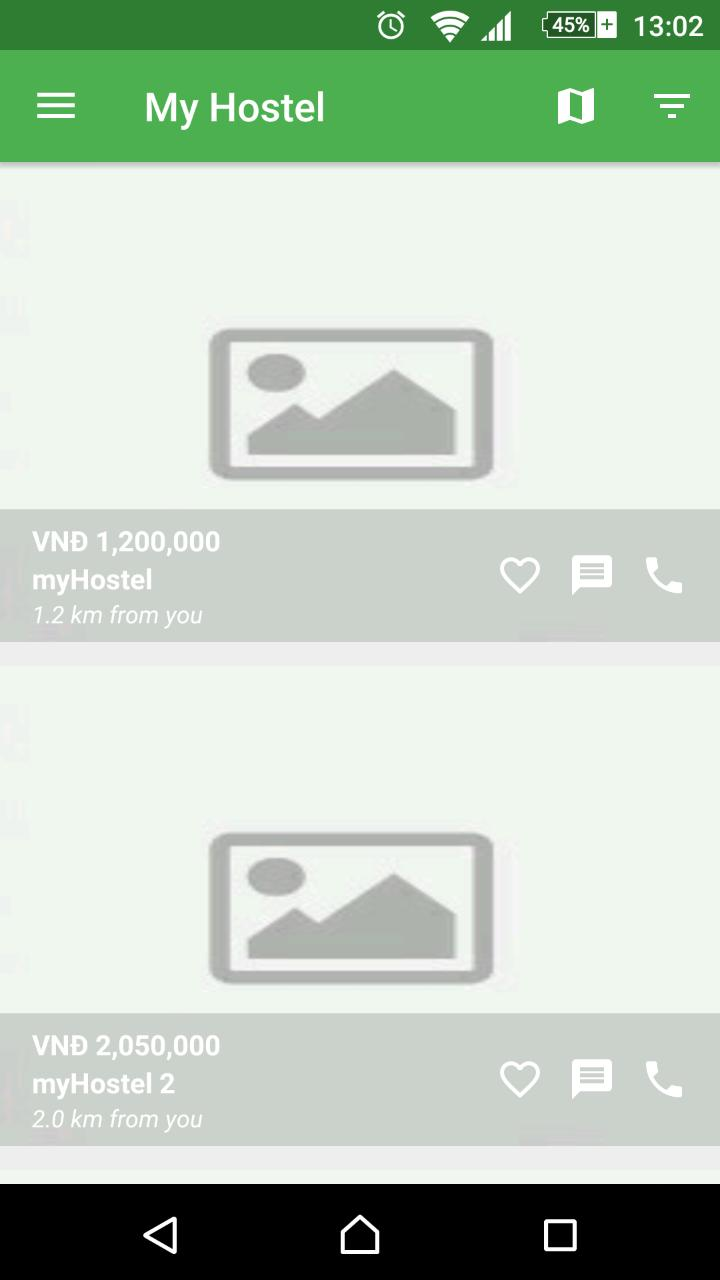 45%
13:02
My Hostel
VNĐ 1,200,000
myHostel
1.2 km from you
VNĐ 2,050,000
myHostel 2
2.0 km from you